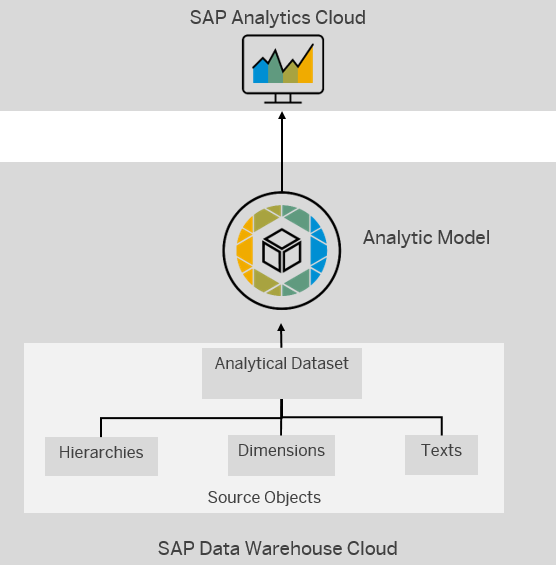 SAP Analytics Cloud
Analytic Model
Analytical Dataset
Hierarchies
Dimensions
Texts
Source Objects
SAP Data Warehouse Cloud